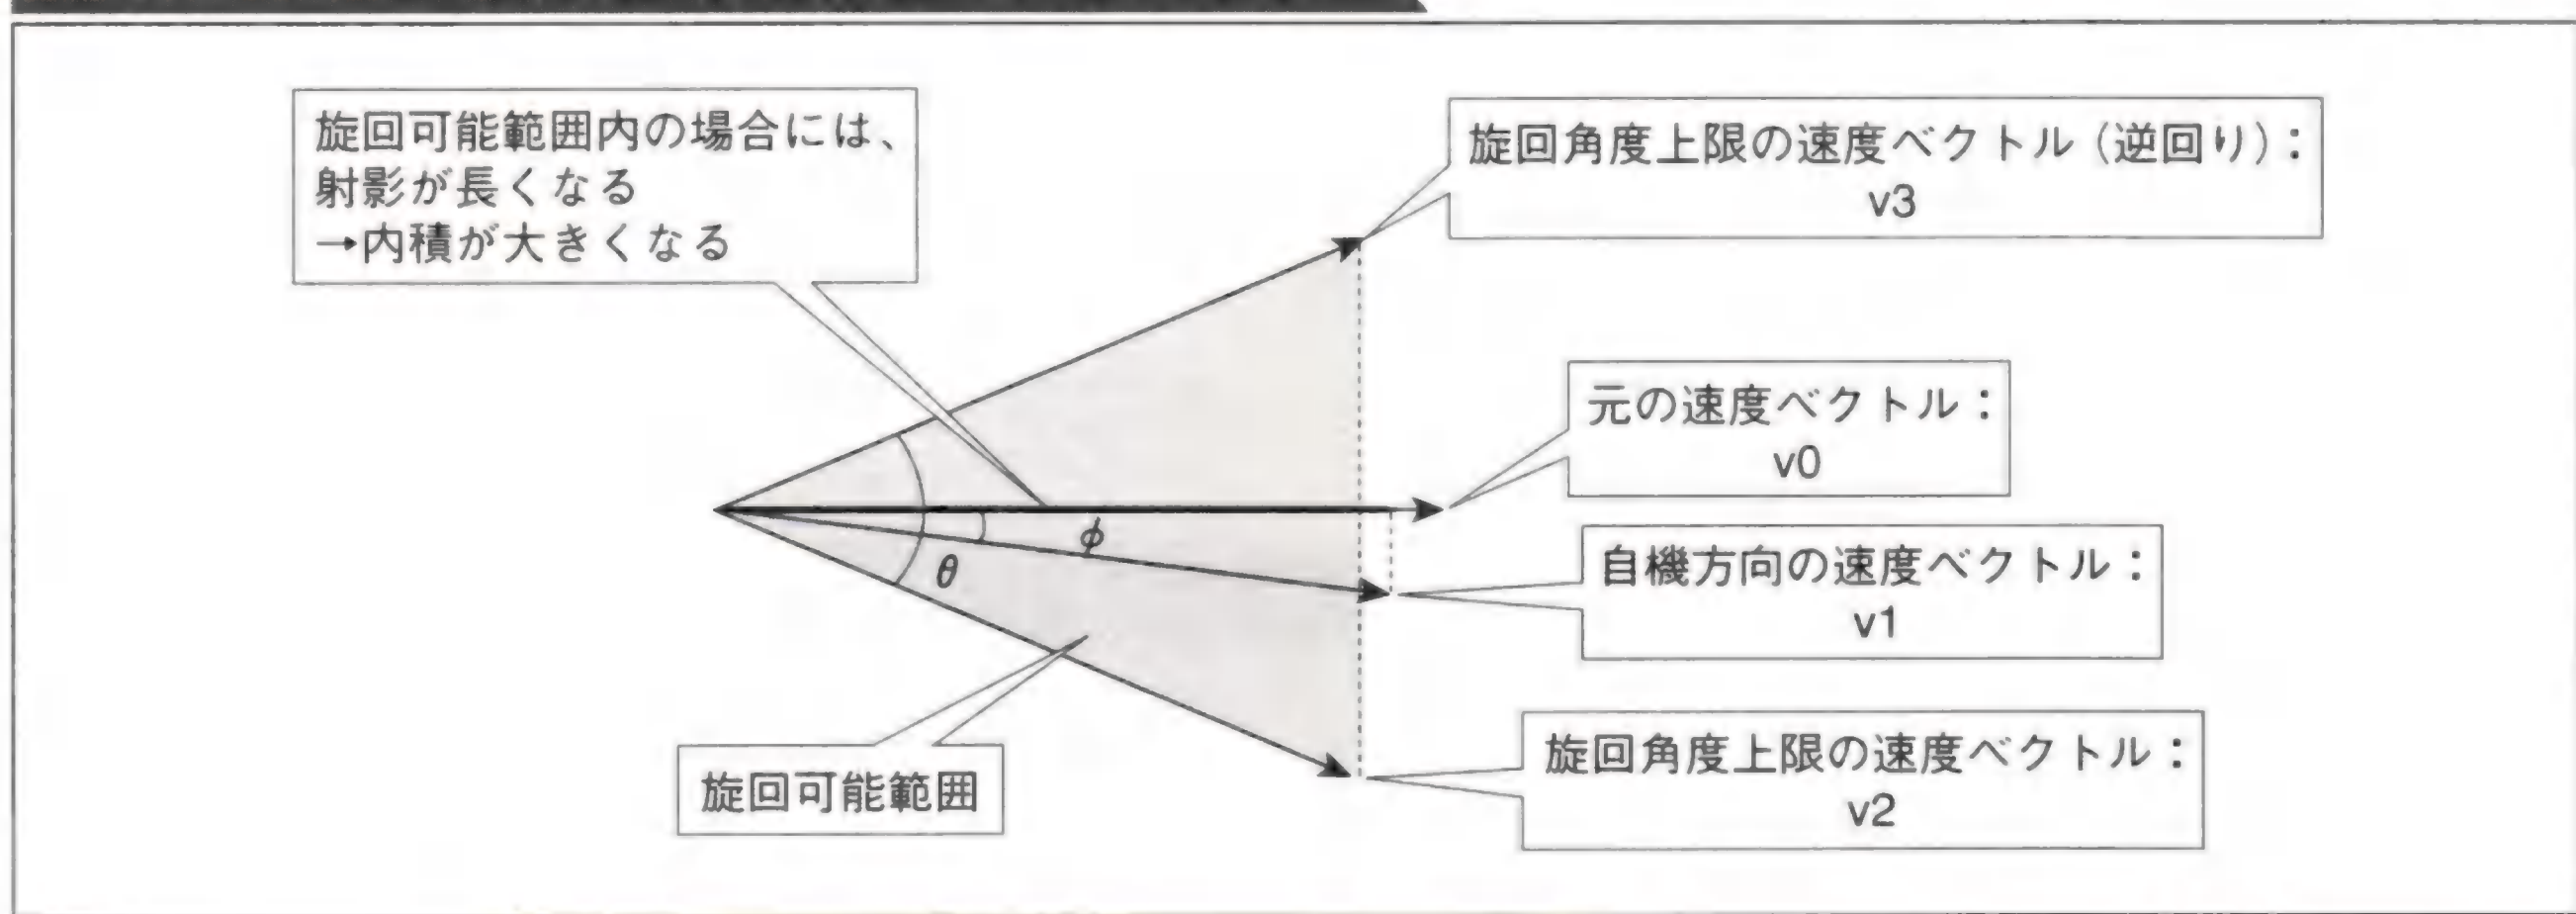 旋回可能範囲内の場合には、
射影が長くなる
→内積が大きくなる
旋回角度上限の速度ベクトル（逆回り）：
v3
元の速度ベクトル：
v0
φ
θ
自機方向の速度ベクトル：
v1
旋回可能範囲
旋回角度上限の速度ベクトル：
v2